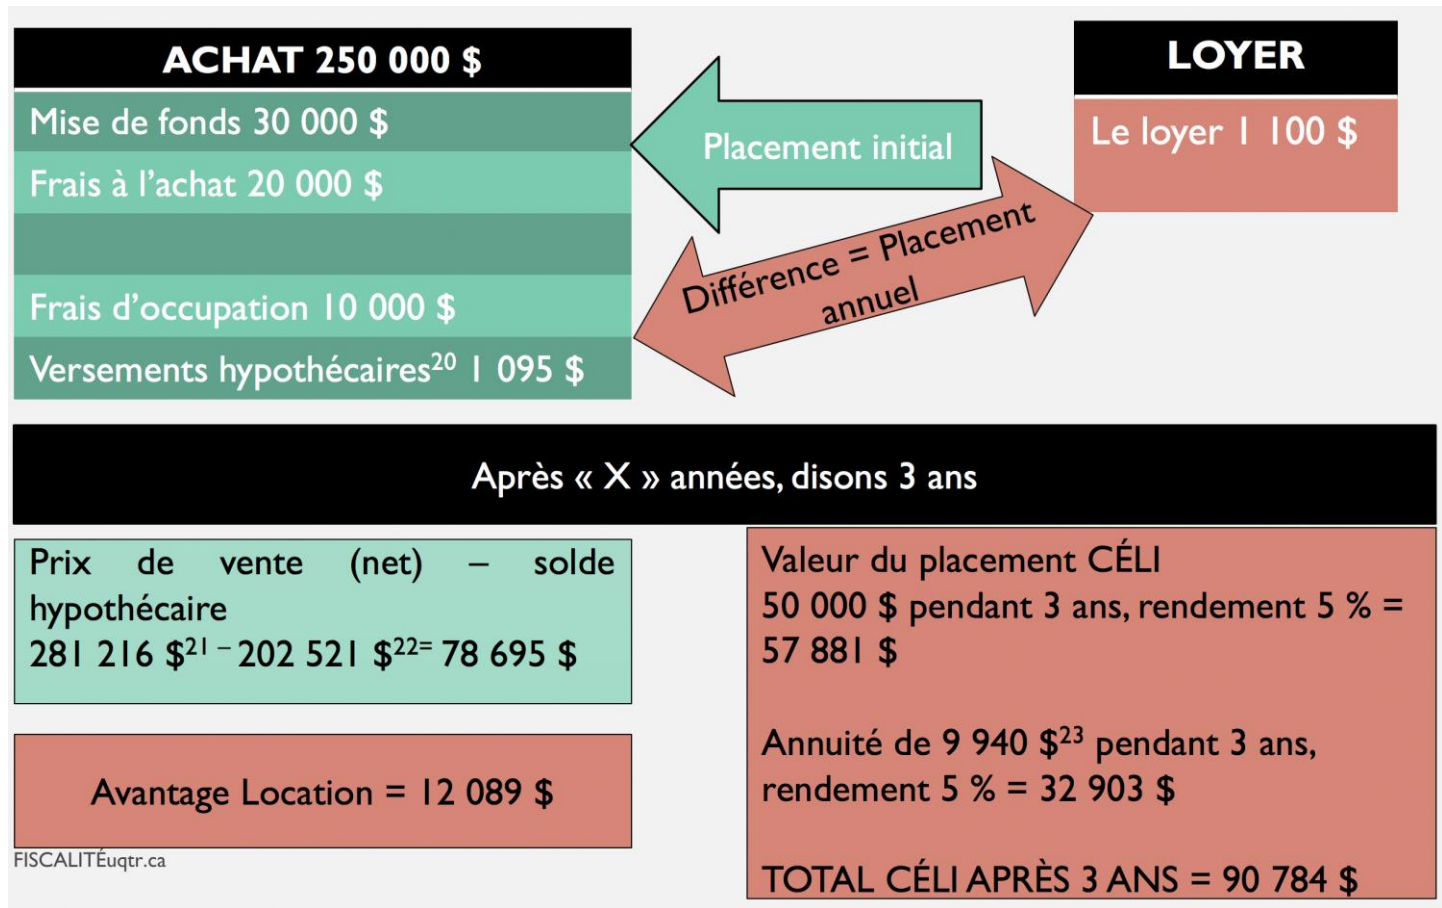 ACHAT 250 000 $
Mise de fonds 30 000 $
Frais à l’achat 20 000 $
Frais d’occupation 10 000 $
Versements hypothécaires20 1 095 $
Placement initial
Différence = Placement
annuel
LOYER
Le loyer 1 100 $
Après « X » années, disons 3 ans
Prix de vente (net) – solde
hypothécaire
281 216 $21 – 202 521 $22= 78 695 $
Avantage Location = 12 089 $
Valeur du placement CÉLI
50 000 $ pendant 3 ans, rendement 5 % =
57 881 $
Annuité de 9 940 $23 pendant 3 ans,
rendement 5 % = 32 903 $
TOTAL CÉLI APRÈS 3 ANS = 90 784 $
FISCALITÉuqtr.ca